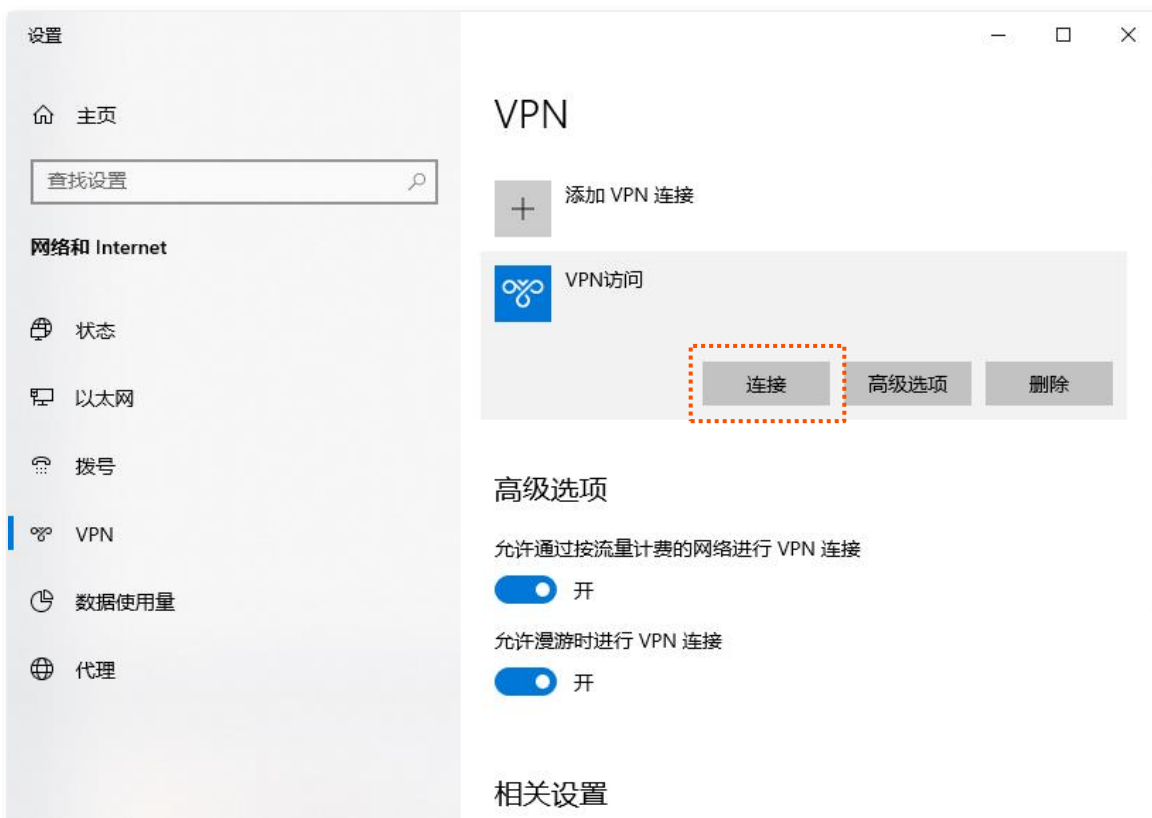 设置
主页
查找设置
网络和 Internet
状态
以太网
拨号
VPN
数据使用量
代理
VPN
添加 VPN 连接
VPN访问
连接
高级选项
删除
高级选项
允许通过按流量计费的网络进行 VPN 连接
开
允许漫游时进行 VPN 连接
开
相关设置